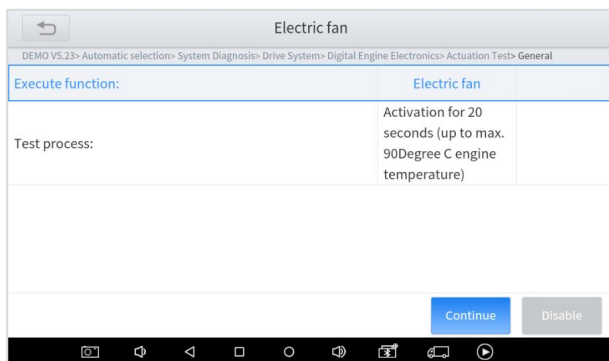 Electric fan
DEMO V5.23> Automatic selection> System Diagnosis> Drive System> Digital Engine Electronics> Actuation Test> General
Execute function: Electric fan
Test process:
Activation for 20
seconds (up to max.
90Degree C engine
temperature)
Continue Disable